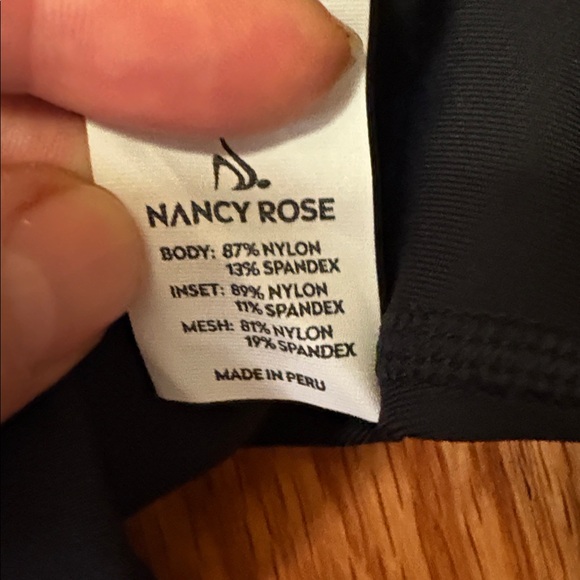 NANCY ROSE
BODY: 87% NYLON
13% SPANDEX
INSET: 89% NYLON
11% SPANDEX
MESH: 81% NYLON
19% SPANDEX
MADE IN PERU